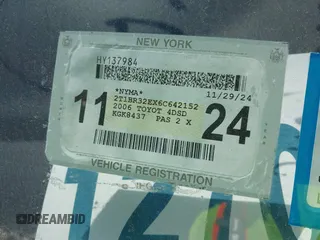 NEW YORK
HY137984
*NYMA* 11/29/24
2T1BR32EX6C642152
2006 TOYOT 4DSD
KGK8437 PAS 2 X
11 24
VEHICLE REGISTRATION
DREAMBID